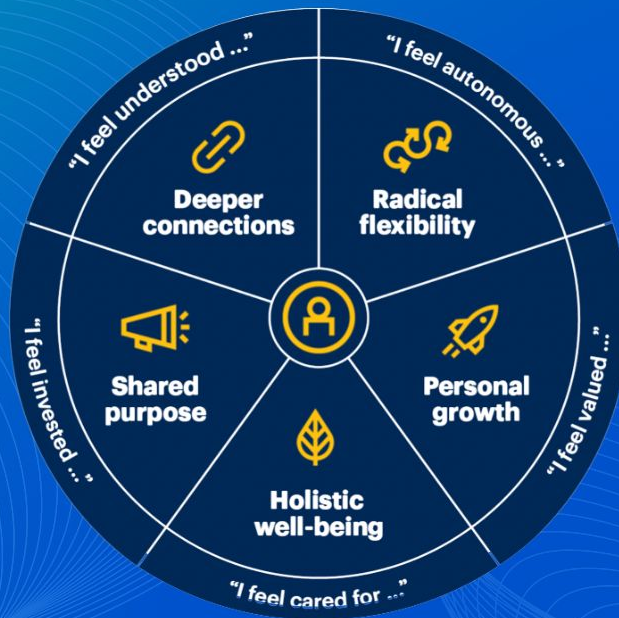 “I feel understood ...”
“I feel autonomous ...”
Deeper
connections
Radical
flexibility
“I feel invested ...”
Shared
purpose
Personal
growth
“I feel valued ...”
Holistic
well-being
“I feel cared for ...”